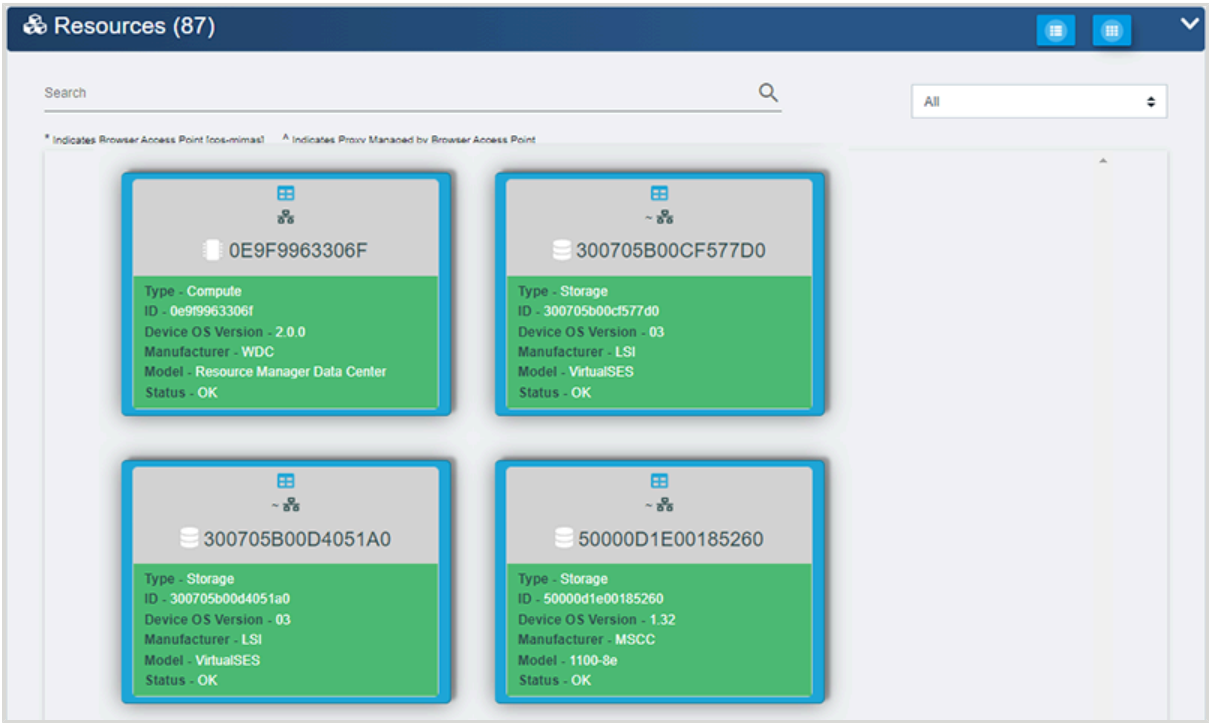 Resources (87)
Search
All
* Indicates Browser Access Point [cos-mimas] ^ Indicates Proxy Managed by Browser Access Point
0E9F9963306F
Type - Compute
ID - 0e9f9963306f
Device OS Version - 2.0.0
Manufacturer - WDC
Model - Resource Manager Data Center
Status - OK
~
300705B00CF577D0
Type - Storage
ID - 300705b00cf577d0
Device OS Version - 03
Manufacturer - LSI
Model - VirtualSES
Status - OK
~
300705B00D4051A0
Type - Storage
ID - 300705b00d4051a0
Device OS Version - 03
Manufacturer - LSI
Model - VirtualSES
Status - OK
~
50000D1E00185260
Type - Storage
ID - 50000d1e00185260
Device OS Version - 1.32
Manufacturer - MSCC
Model - 1100-8e
Status - OK